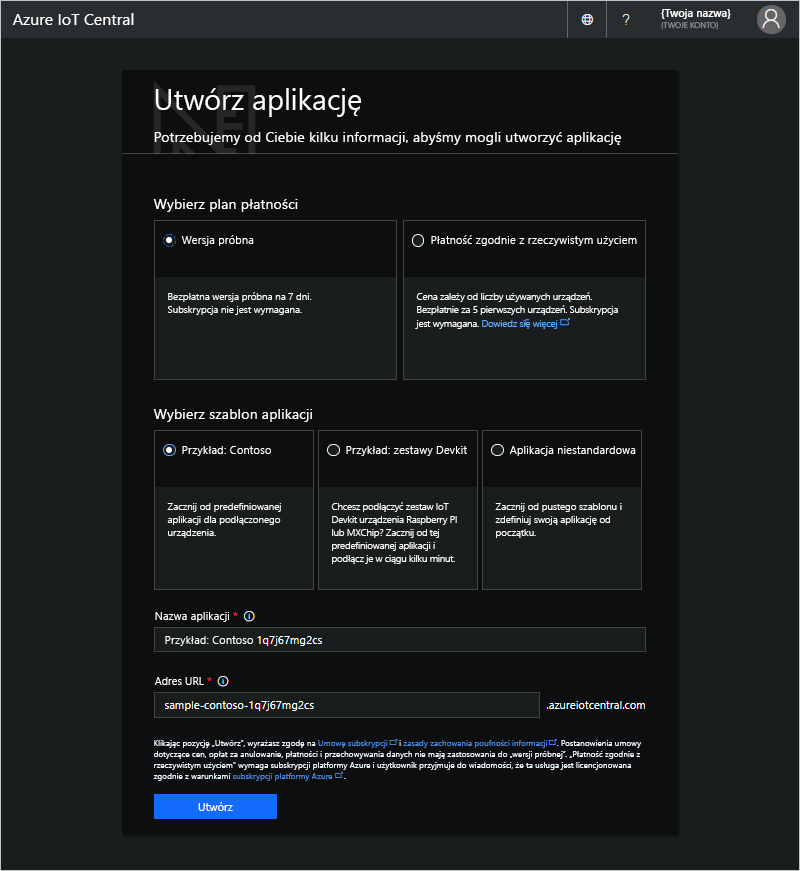 Azure IoT Central
?
{Twoja nazwa}
(TWOJE KONTO)
Utwórz aplikację
Potrzebujemy od Ciebie kilku informacji, abyśmy mogli utworzyć aplikację
Wybierz plan płatności
Wersja próbna
Płatność zgodnie z rzeczywistym użyciem
Bezpłatna wersja próbna na 7 dni.
Subskrypcja nie jest wymagana.
Cena zależy od liczby używanych urządzeń.
Bezpłatnie za 5 pierwszych urządzeń. Subskrypcja
jest wymagana. Dowiedz się więcej
Wybierz szablon aplikacji
Przykład: Contoso
Przykład: zestawy Devkit
Aplikacja niestandardowa
Zacznij od predefiniowanej
aplikacji dla podłączonego
urządzenia.
Chcesz podłączyć zestaw IoT
Devkit urządzenia Raspberry PI
lub MXChip? Zacznij od tej
predefiniowanej aplikacji i
podłącz je w ciągu kilku minut.
Zacznij od pustego szablonu i
zdefiniuj swoją aplikację od
początku.
Nazwa aplikacji *
Przykład: Contoso 1q7j67mg2cs
Adres URL *
sample-contoso-1q7j67mg2cs
.azureiotcentral.com
Klikając pozycję „Utwórz”, wyrażasz zgodę na Umowę subskrypcji i zasady zachowania poufności informacji. Postanowienia umowy
dotyczące cen, opłat za anulowanie, płatności i przechowywania danych nie mają zastosowania do „wersji próbnej”. „Płatność zgodnie z
rzeczywistym użyciem” wymaga subskrypcji platformy Azure i użytkownik przyjmuje do wiadomości, że ta usługa jest licencjonowana
zgodnie z warunkami subskrypcji platformy Azure.
Utwórz